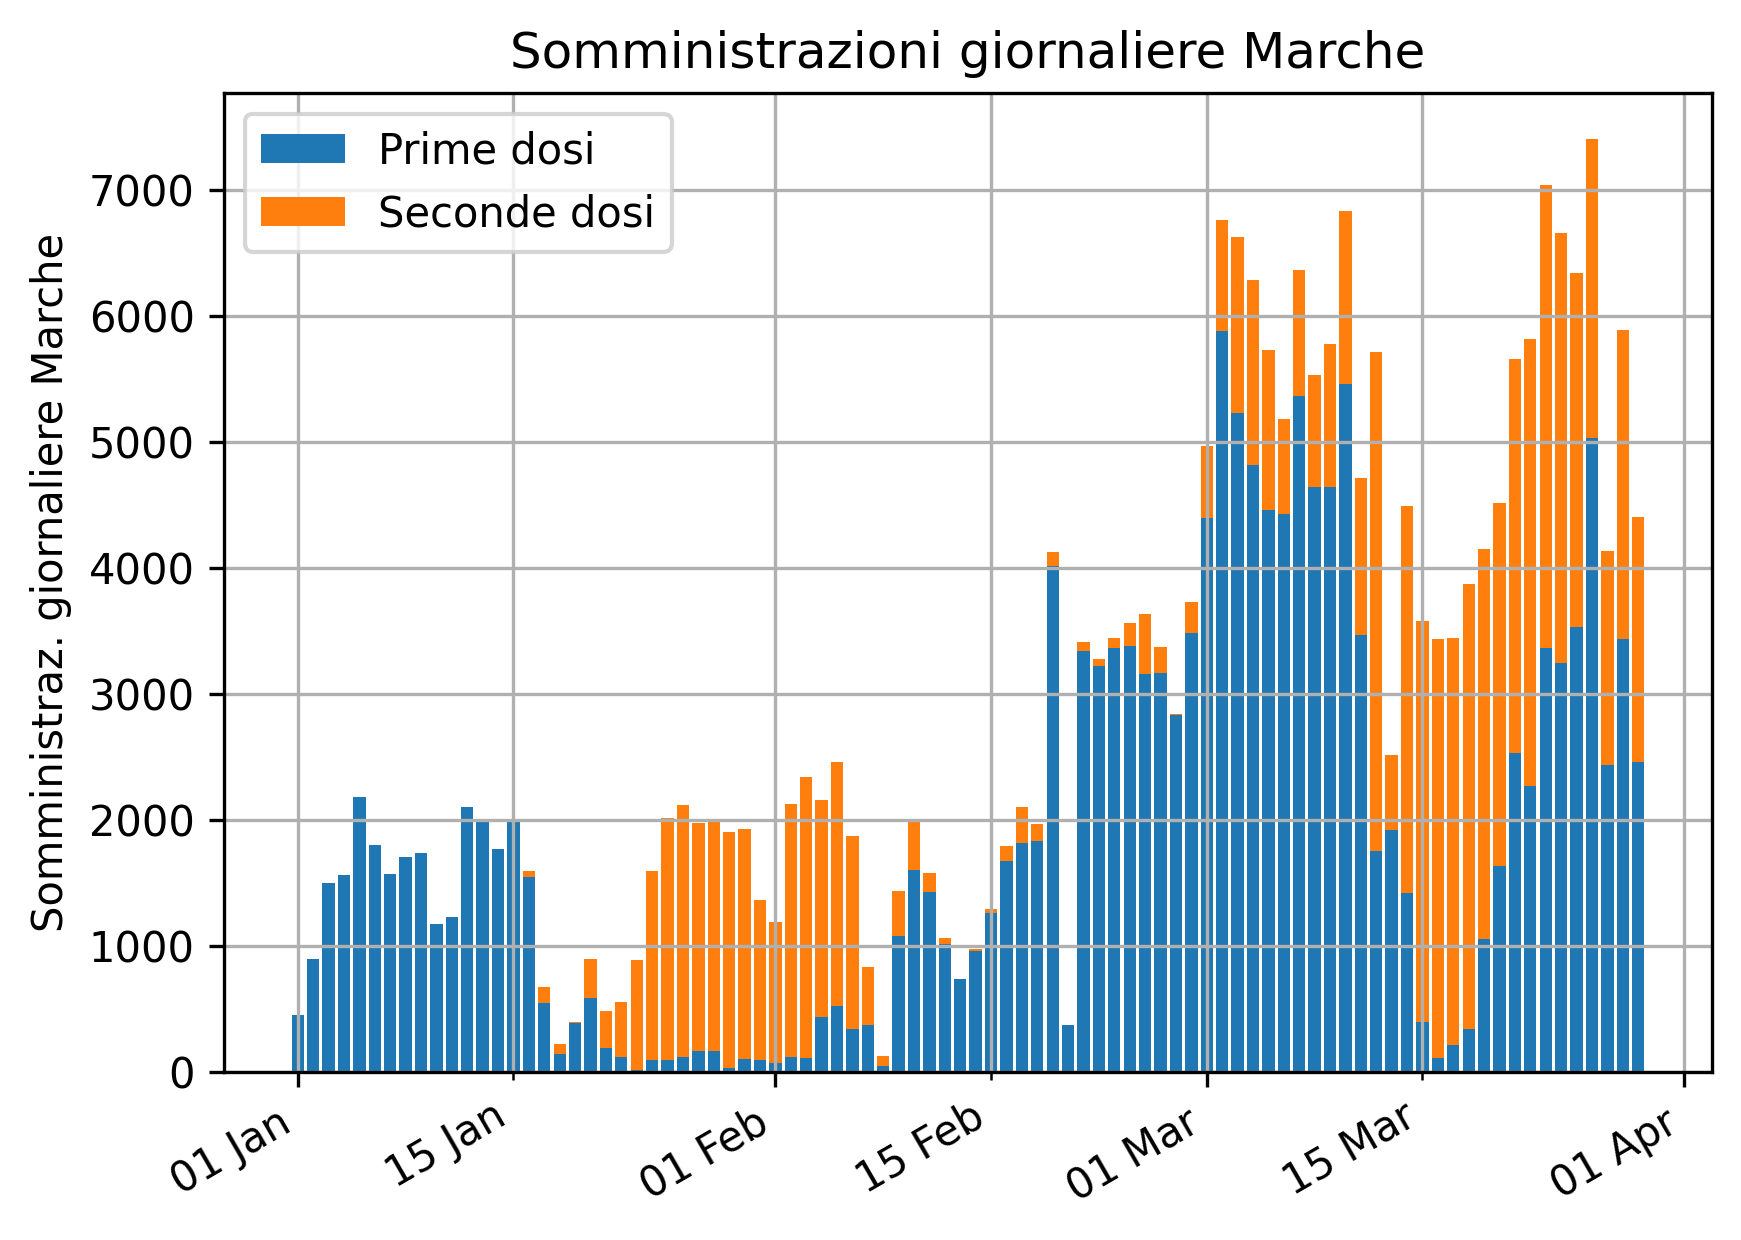 Somministrazioni giornaliere Marche
Prime dosi
Seconde dosi
Somministraz. giornaliere Marche
7000
6000
5000
4000
3000
2000
1000
0
01 Jan
15 Jan
01 Feb
15 Feb
01 Mar
15 Mar
01 Apr